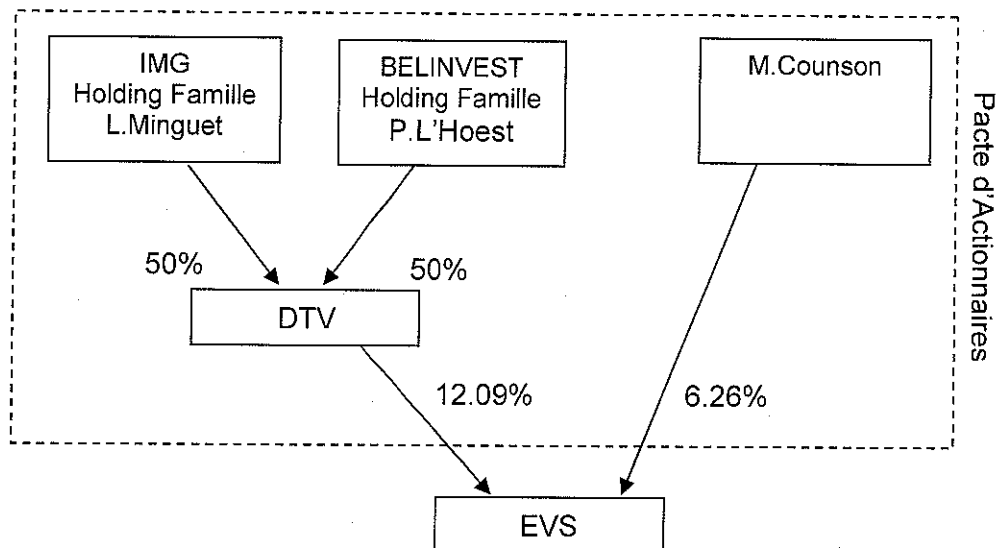 IMG
Holding Famille
L.Minguet
BELINVEST
Holding Famille
P.L'Hoest
M.Counson
Pacte d'Actionnaires
50%
50%
DTV
12.09%
6.26%
EVS